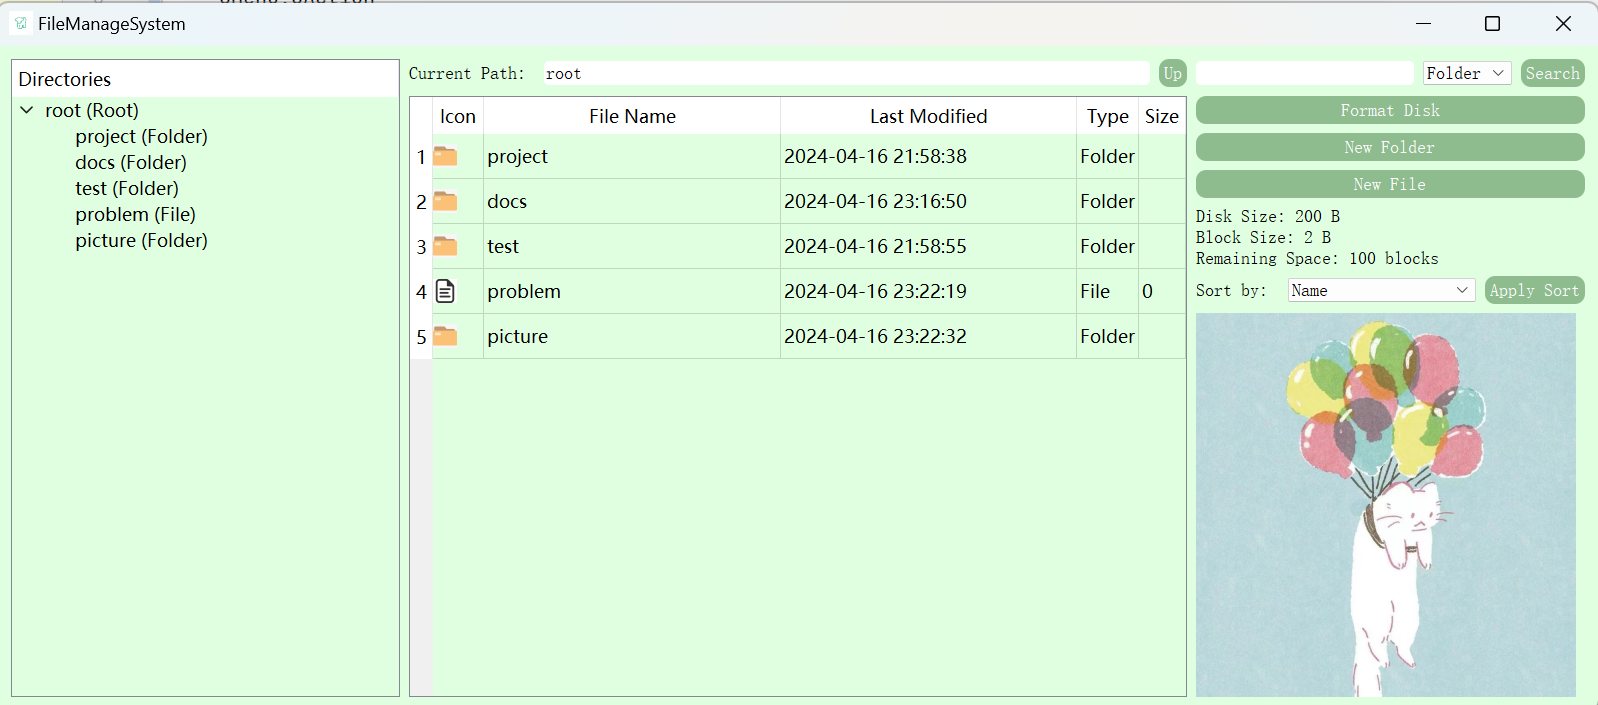 FileManageSystem
Directories
root (Root)
project (Folder)
docs (Folder)
test (Folder)
problem (File)
picture (Folder)
Current Path: root Up
Icon File Name Last Modified Type Size
1 project 2024-04-16 21:58:38 Folder
2 docs 2024-04-16 23:16:50 Folder
3 test 2024-04-16 21:58:55 Folder
4 problem 2024-04-16 23:22:19 File 0
5 picture 2024-04-16 23:22:32 Folder
Folder Search
Format Disk
New Folder
New File
Disk Size: 200 B
Block Size: 2 B
Remaining Space: 100 blocks
Sort by: Name Apply Sort